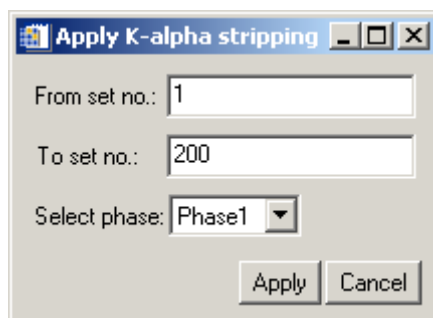 Apply K-alpha stripping
From set no.: 1
To set no.: 200
Select phase: Phase1
Apply Cancel